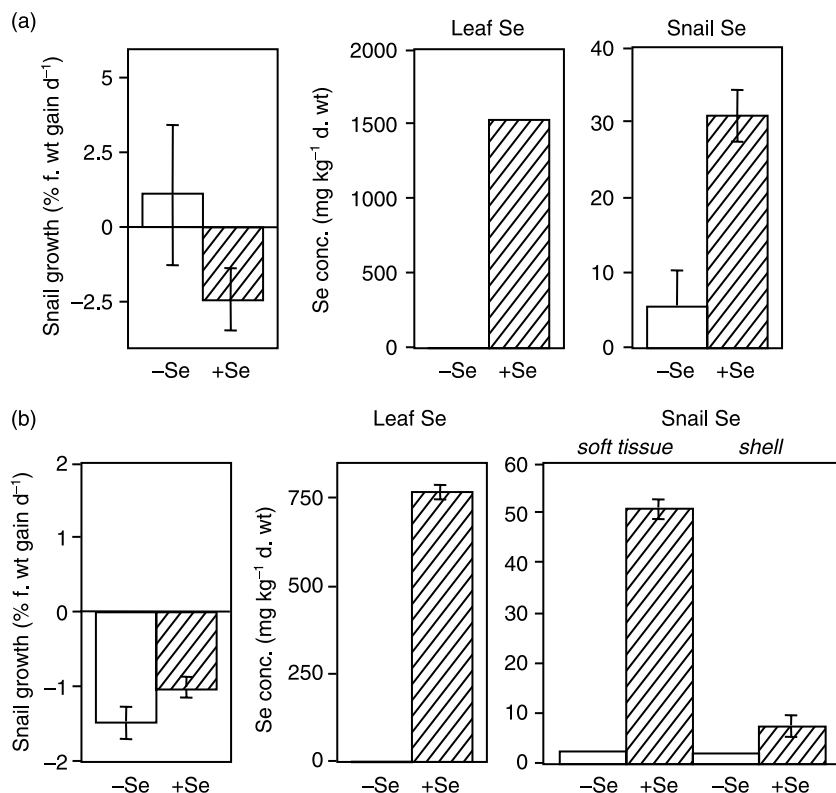 (a)
Leaf Se
Snail Se
Snail growth (% f. wt gain d⁻¹)
5
2.5
0
−2.5
−Se +Se
Se conc. (mg kg⁻¹ d. wt)
2000
1500
1000
500
0
−Se +Se
40
30
20
10
0
−Se +Se
(b)
Leaf Se
Snail Se
soft tissue shell
Snail growth (% f. wt gain d⁻¹)
2
1
0
−1
−2
−Se +Se
Se conc. (mg kg⁻¹ d. wt)
750
500
250
0
−Se +Se
60
50
40
30
20
10
0
−Se +Se −Se +Se